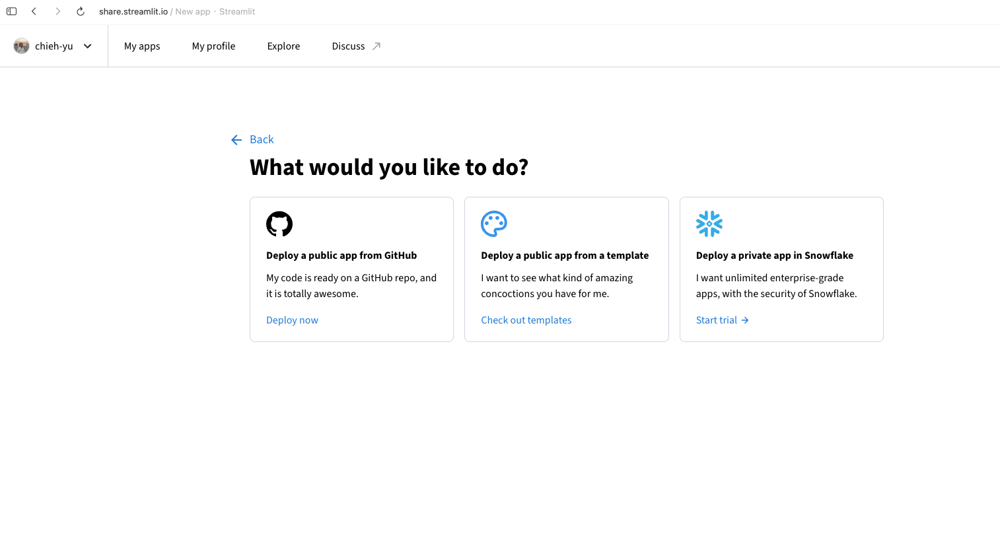 share.streamlit.io / New app · Streamlit
chieh-yu
My apps
My profile
Explore
Discuss
Back
What would you like to do?
Deploy a public app from GitHub
My code is ready on a GitHub repo, and
it is totally awesome.
Deploy now
Deploy a public app from a template
I want to see what kind of amazing
concoctions you have for me.
Check out templates
Deploy a private app in Snowflake
I want unlimited enterprise-grade
apps, with the security of Snowflake.
Start trial